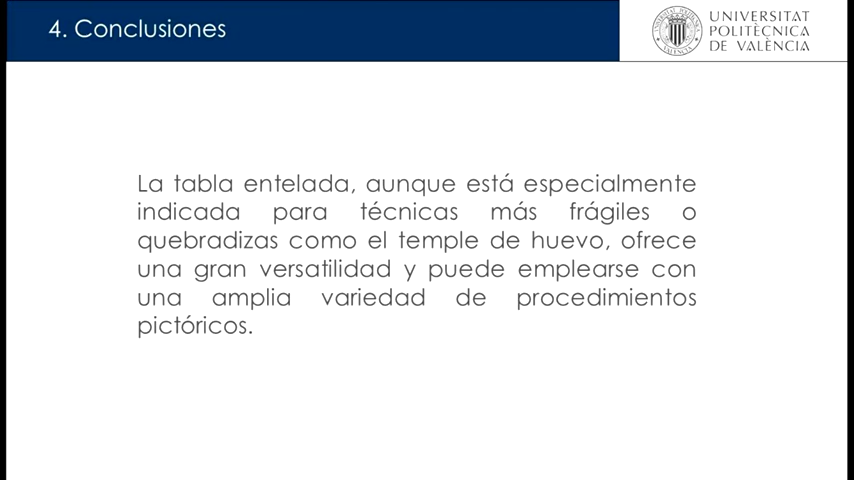 4. Conclusiones
UNIVERSITAT
POLITÈCNICA
DE VALÈNCIA
La tabla entelada, aunque está especialmente
indicada para técnicas más frágiles o
quebradizas como el temple de huevo, ofrece
una gran versatilidad y puede emplearse con
una amplia variedad de procedimientos
pictóricos.